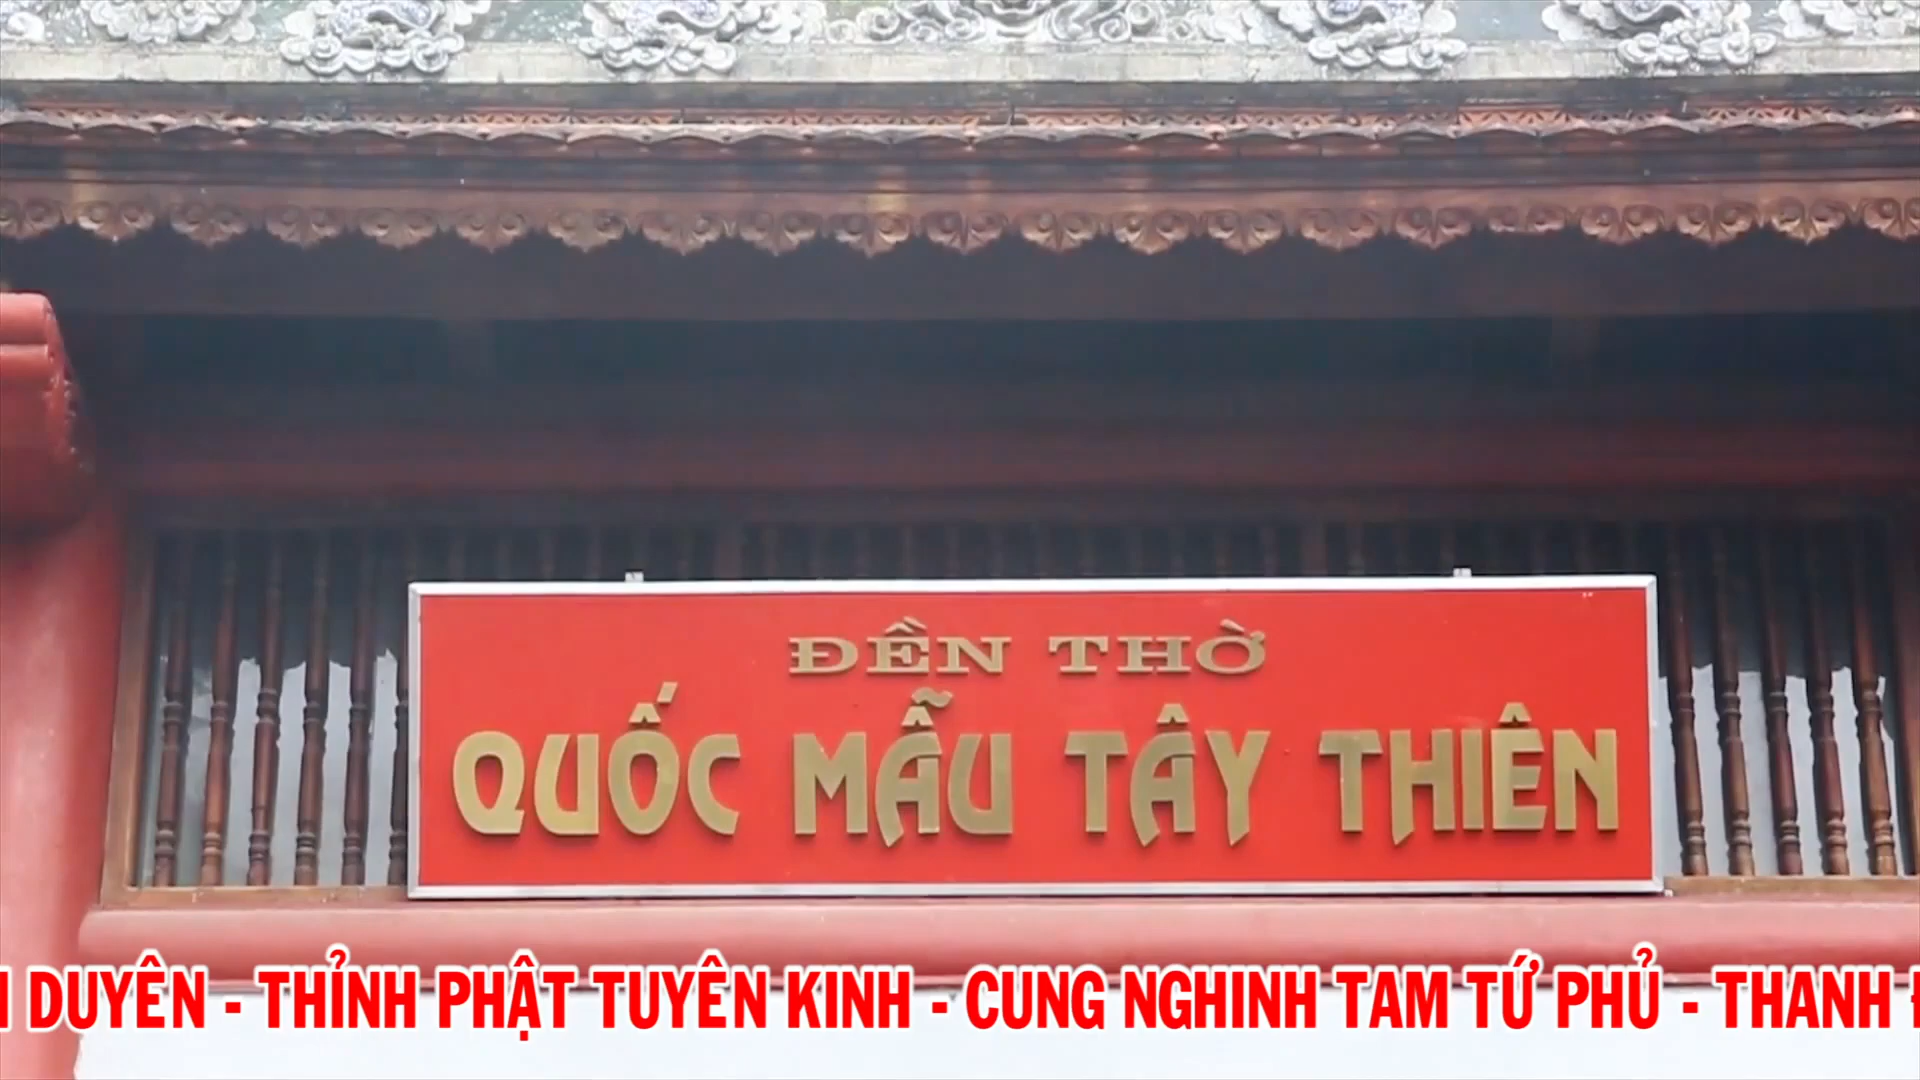 ĐỀN THỜ
QUỐC MẪU TÂY THIÊN
DUYÊN - THỈNH PHẬT TUYÊN KINH - CUNG NGHINH TAM TỨ PHỦ - THANH